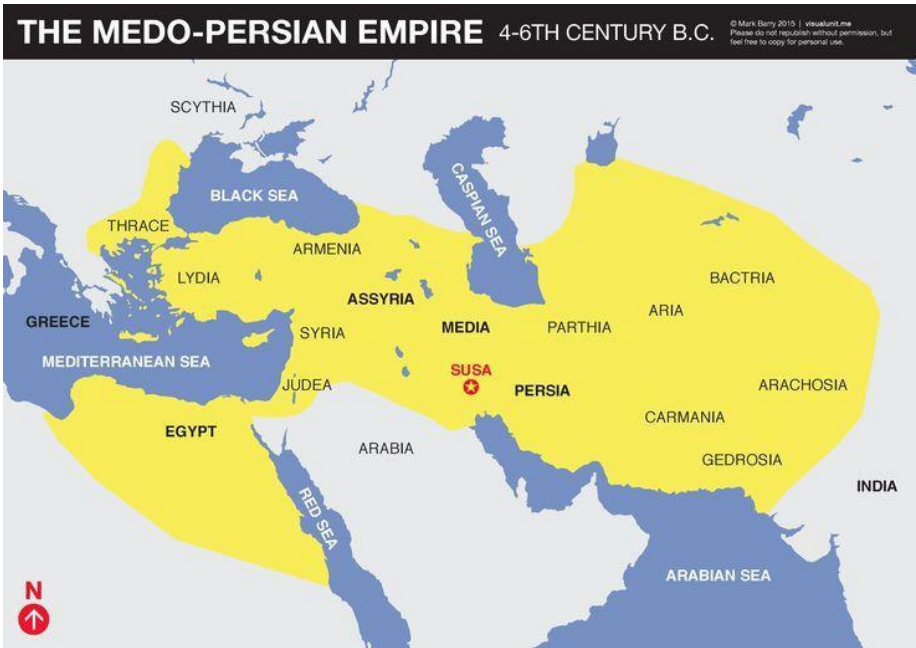 THE MEDO-PERSIAN EMPIRE 4-6TH CENTURY B.C.
© Mark Barry 2015 | visualunit.me
Please do not republish without permission, but
feel free to copy for personal use.
SCYTHIA
BLACK SEA
CASPIAN SEA
THRACE
ARMENIA
LYDIA
BACTRIA
ASSYRIA
ARIA
GREECE
SYRIA
MEDIA
PARTHIA
MEDITERRANEAN SEA
SUSA
JUDEA
PERSIA
ARACHOSIA
CARMANIA
EGYPT
ARABIA
GEDROSIA
INDIA
RED SEA
ARABIAN SEA
N